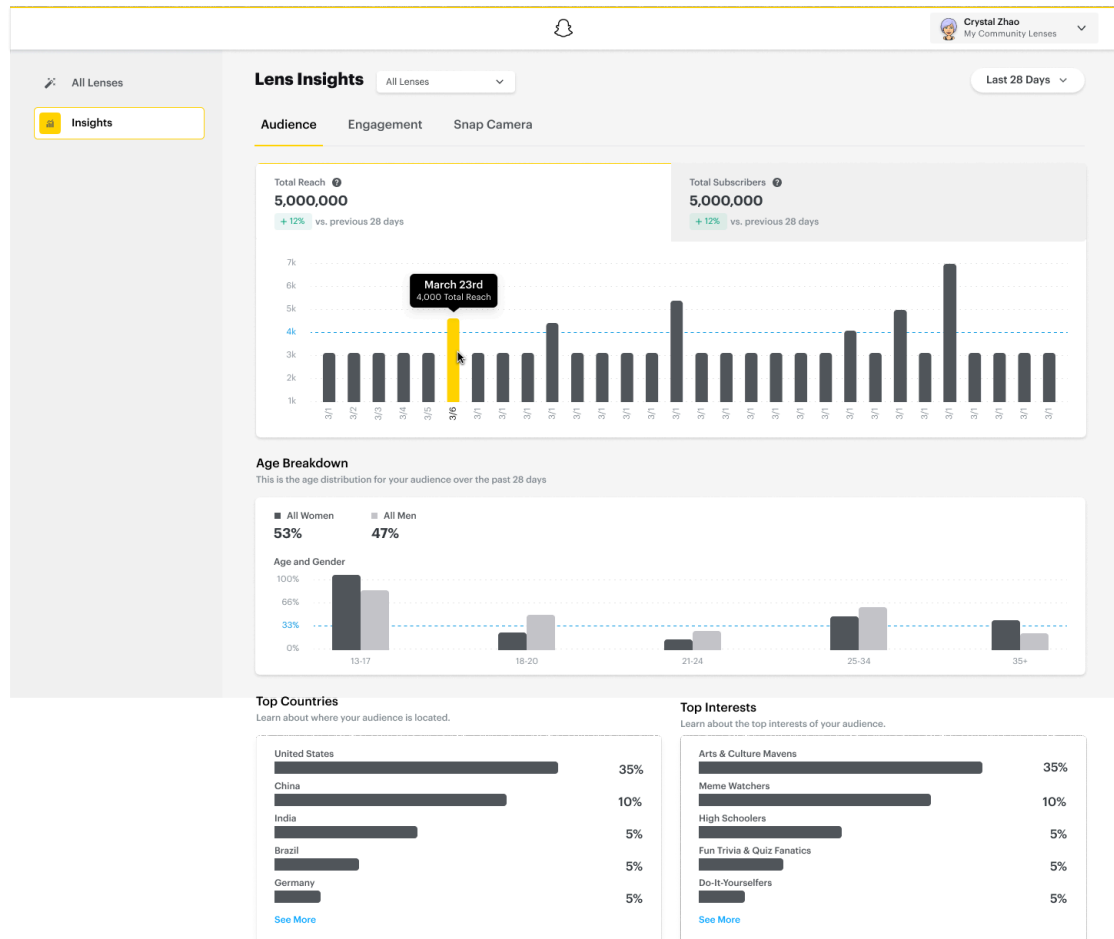 Crystal Zhao
My Community Lenses
All Lenses
Insights
Lens Insights
All Lenses
Last 28 Days
Audience
Engagement
Snap Camera
Total Reach ?
5,000,000
+ 12% vs. previous 28 days
Total Subscribers ?
5,000,000
+ 12% vs. previous 28 days
7k
6k
5k
4k
3k
2k
1k
March 23rd
4,000 Total Reach
3/1 3/2 3/3 3/4 3/5 3/6 3/1 3/1 3/1 3/1 3/1 3/1 3/1 3/1 3/1 3/1 3/1 3/1 3/1 3/1 3/1 3/1 3/1 3/1 3/1 3/1 3/1 3/1 3/1 3/1
Age Breakdown
This is the age distribution for your audience over the past 28 days
All Women
53%
All Men
47%
Age and Gender
100%
66%
33%
0%
13-17 18-20 21-24 25-34 35+
Top Countries
Learn about where your audience is located.
United States
35%
China
10%
India
5%
Brazil
5%
Germany
5%
See More
Top Interests
Learn about the top interests of your audience.
Arts & Culture Mavens
35%
Meme Watchers
10%
High Schoolers
5%
Fun Trivia & Quiz Fanatics
5%
Do-It-Yourselfers
5%
See More